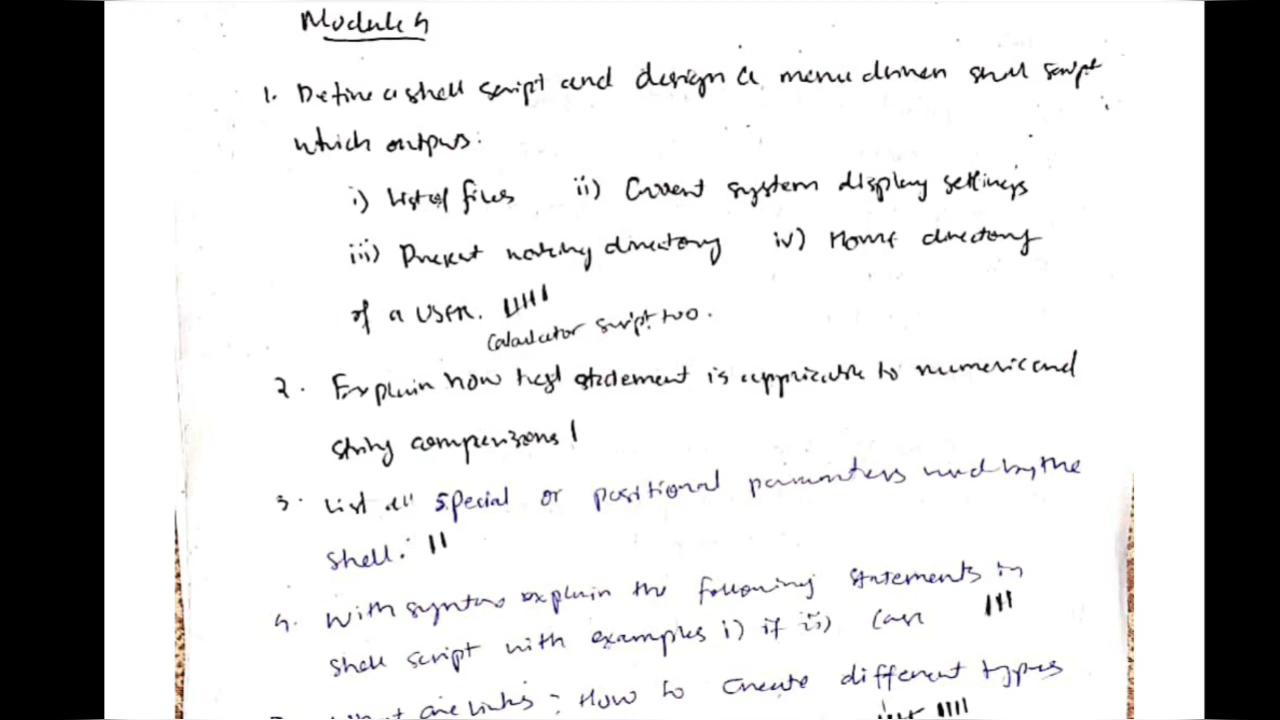 Module 4
1. Define a shell script and design a menu driven shell script
which outputs:
i) List of files ii) Current system display settings
iii) Present working directory iv) Home directory
of a user.
Calculator script too.
2. Explain how test statement is applicable to numeric and
string comparisons
3. List all special or positional parameters used by the
shell.
4. With syntax explain the following statements in
shell script with examples i) if ii) case
are links: How to create different types